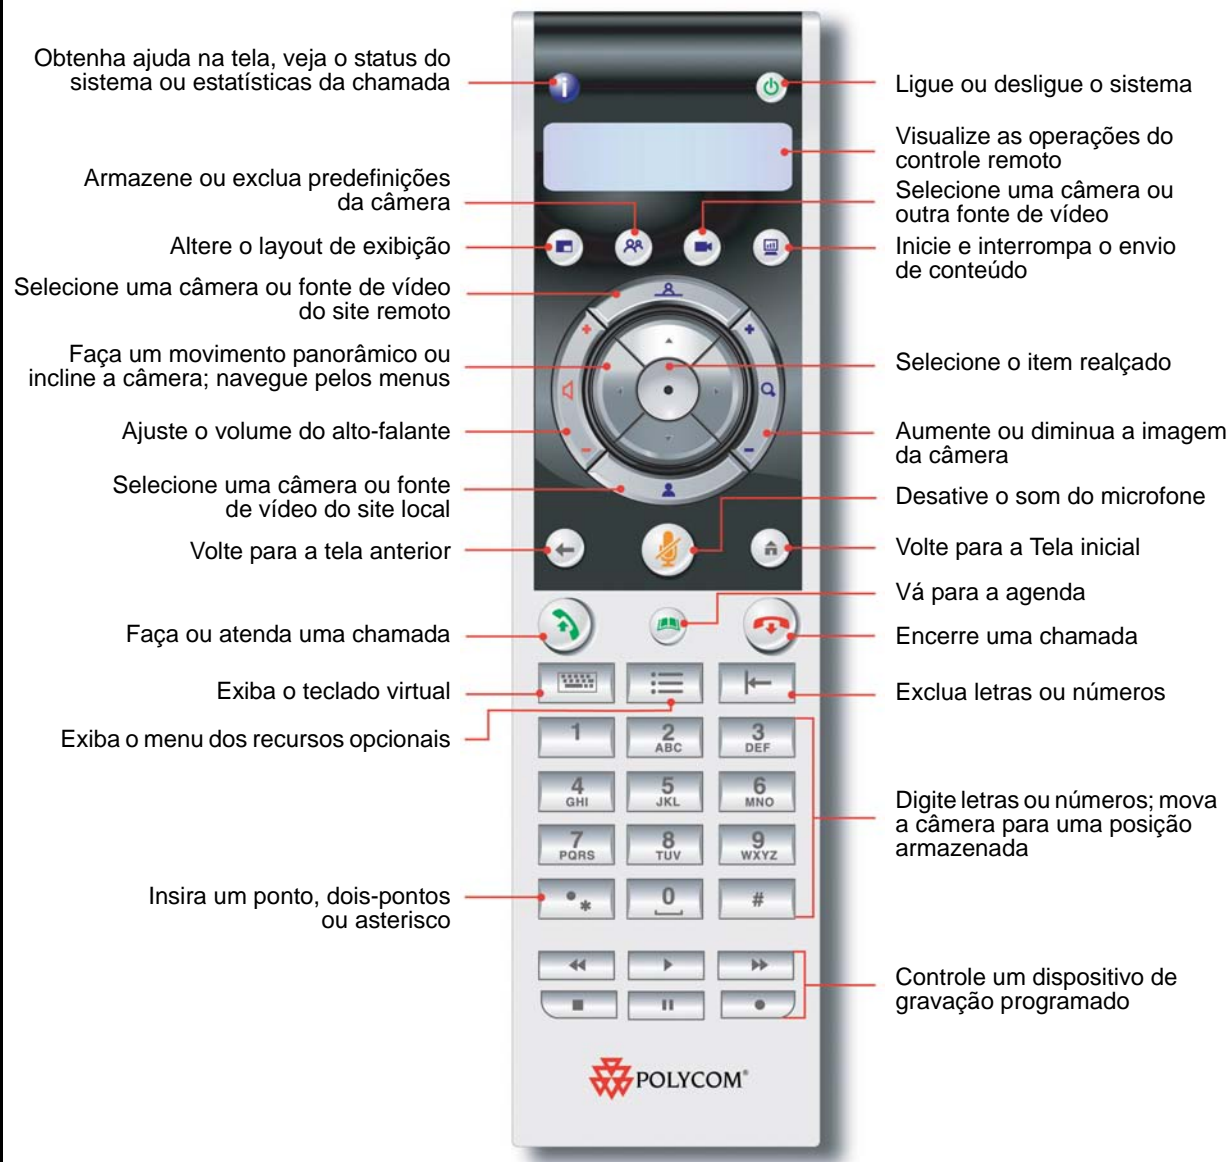 Obtenha ajuda na tela, veja o status do
sistema ou estatísticas da chamada
Armazene ou exclua predefinições
da câmera
Altere o layout de exibição
Selecione uma câmera ou fonte de vídeo
do site remoto
Faça um movimento panorâmico ou
incline a câmera; navegue pelos menus
Ajuste o volume do alto-falante
Selecione uma câmera ou fonte
de vídeo do site local
Volte para a tela anterior
Faça ou atenda uma chamada
Exiba o teclado virtual
Exiba o menu dos recursos opcionais
Insira um ponto, dois-pontos
ou asterisco
Ligue ou desligue o sistema
Visualize as operações do
controle remoto
Selecione uma câmera ou
outra fonte de vídeo
Inicie e interrompa o envio
de conteúdo
Selecione o item realçado
Aumente ou diminua a imagem
da câmera
Desative o som do microfone
Volte para a Tela inicial
Vá para a agenda
Encerre uma chamada
Exclua letras ou números
Digite letras ou números; mova
a câmera para uma posição
armazenada
Controle um dispositivo de
gravação programado
i
+ +
- -
1 2 3
ABC DEF
4 5 6
GHI JKL MNO
7 8 9
PQRS TUV WXYZ
•* 0 #
POLYCOM®